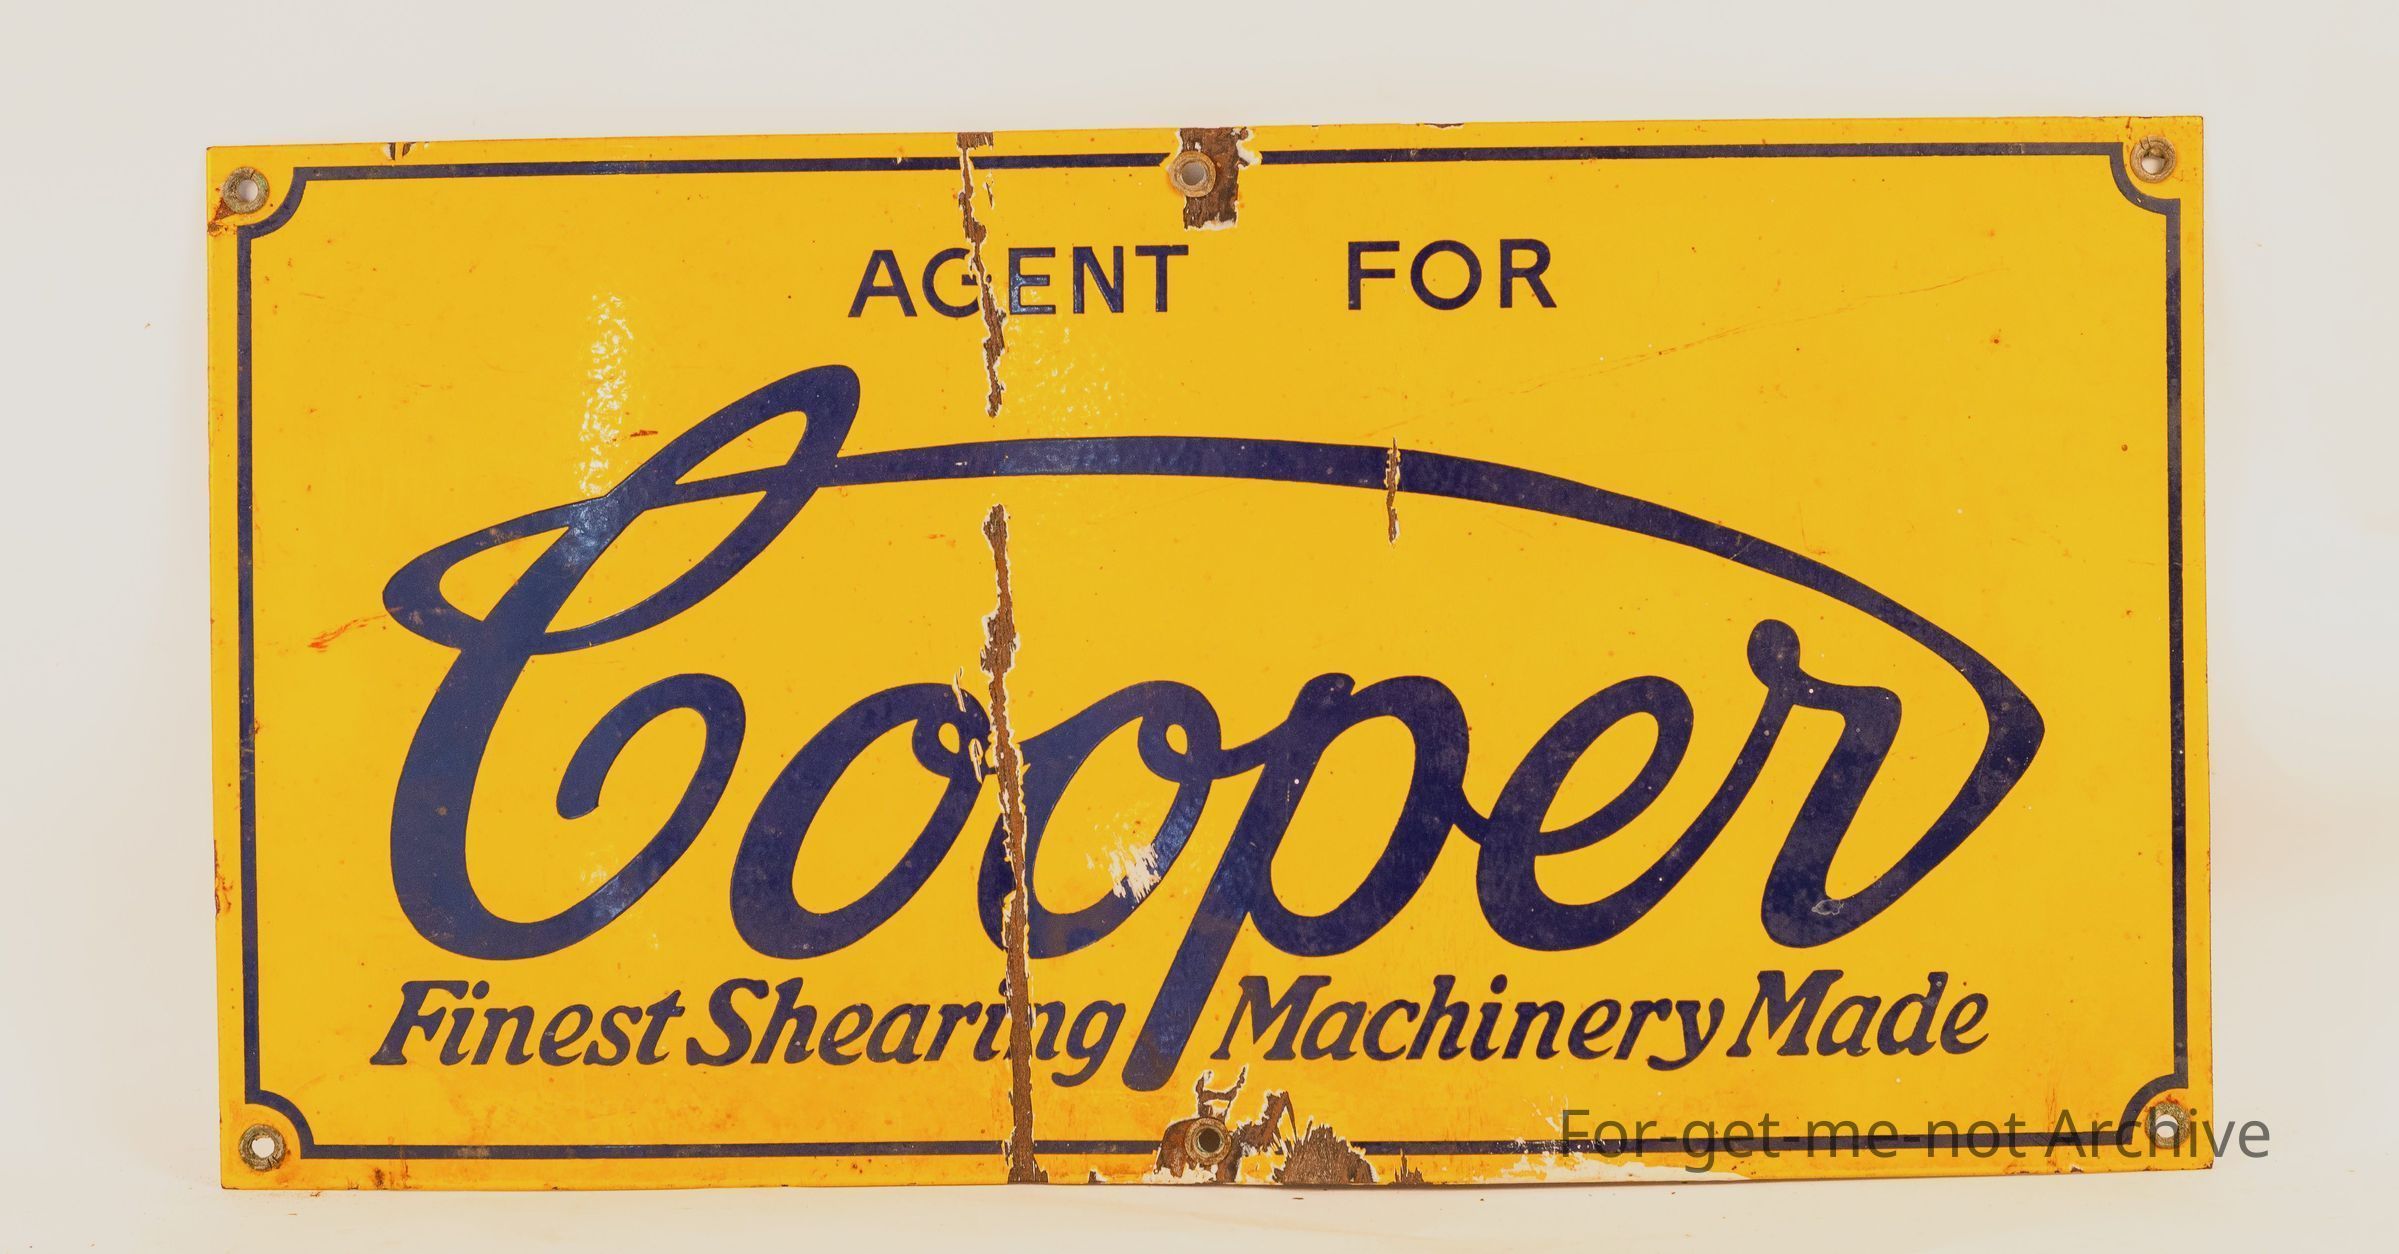 AGENT FOR
Cooper
Finest Shearing Machinery Made
For-get-me-not Archive